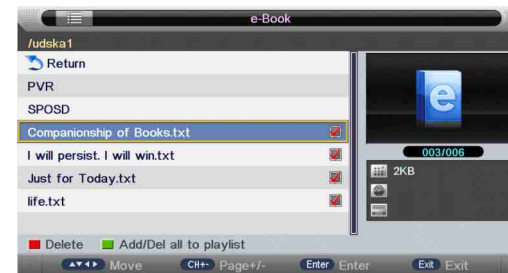 e-Book
/udska1
Return
PVR
SPOSD
Companionship of Books.txt
I will persist. I will win.txt
Just for Today.txt
life.txt
003/006
2KB
Delete Add/Del all to playlist
Move CH+- Page+/- Enter Enter Exit Exit